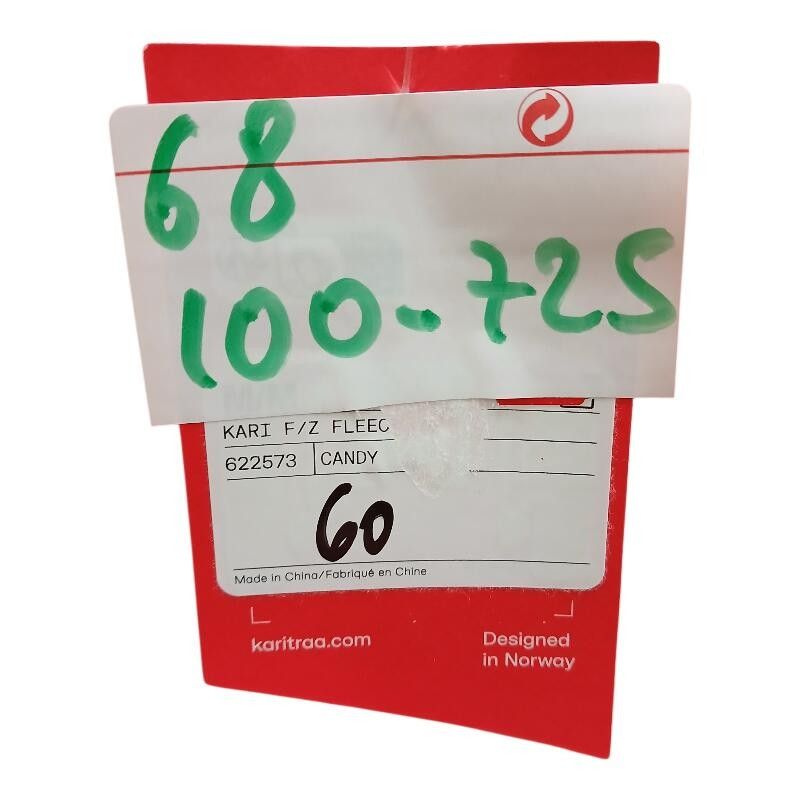 68
100-725
KARI F/Z FLEEC
622573 CANDY
60
Made in China/Fabriqué en Chine
karitraa.com
Designed
in Norway